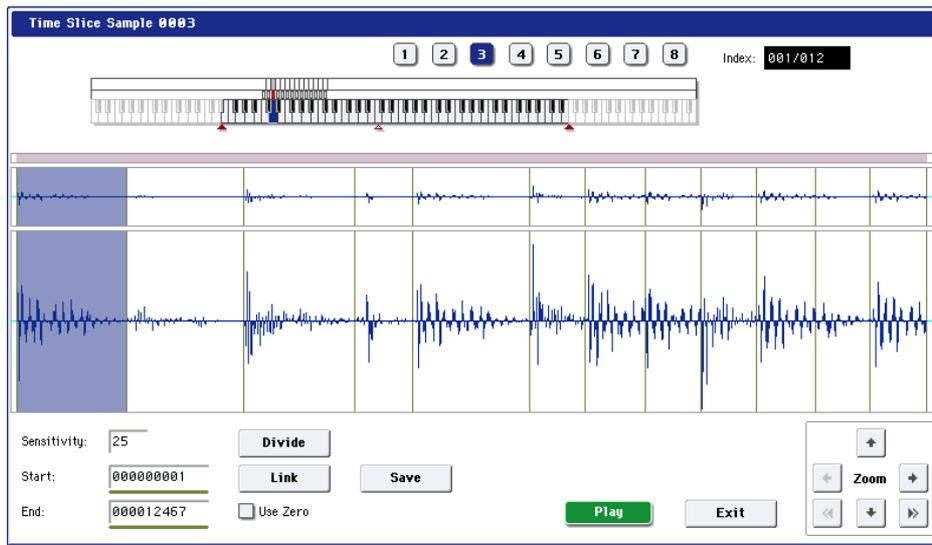 Time Slice Sample 0003
1 2 3 4 5 6 7 8 Index: 001/012
Sensitivity: 25 Divide
Start: 000000001 Link Save Zoom
End: 000012467 Use Zero Play Exit